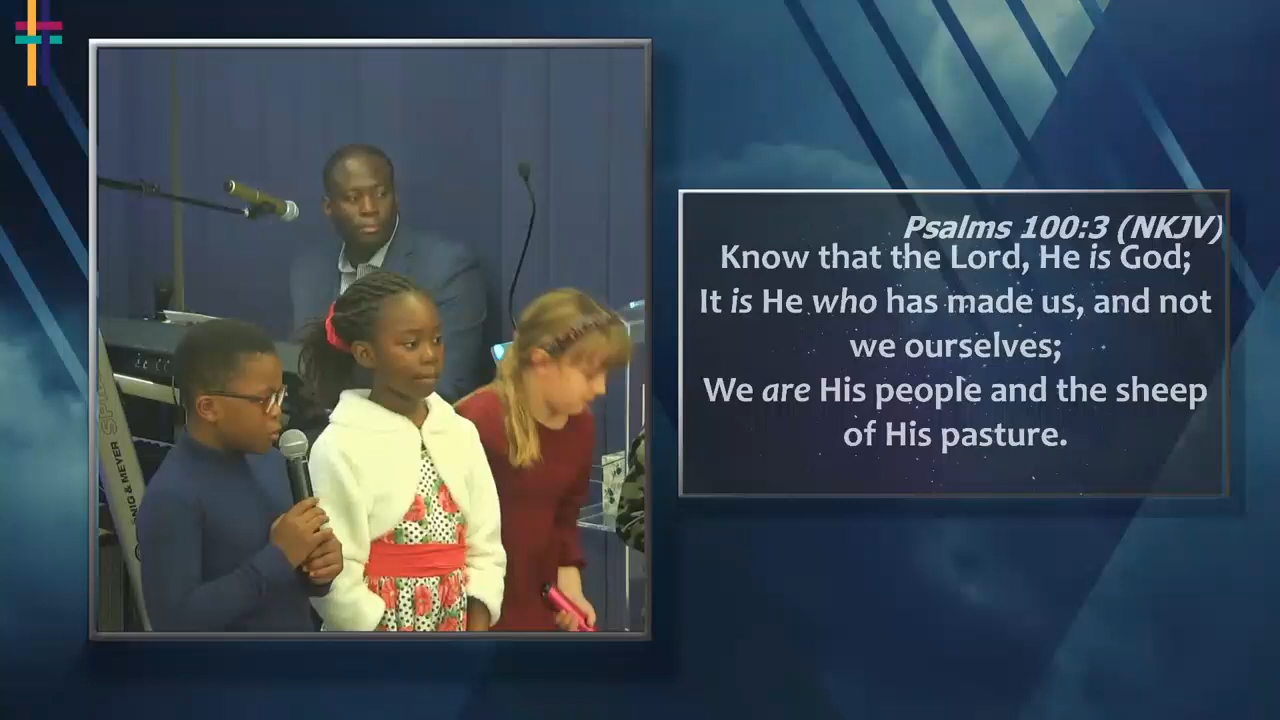 Psalms 100:3 (NKJV)
Know that the Lord, He is God;
It is He who has made us, and not
we ourselves;
We are His people and the sheep
of His pasture.
& MEYER